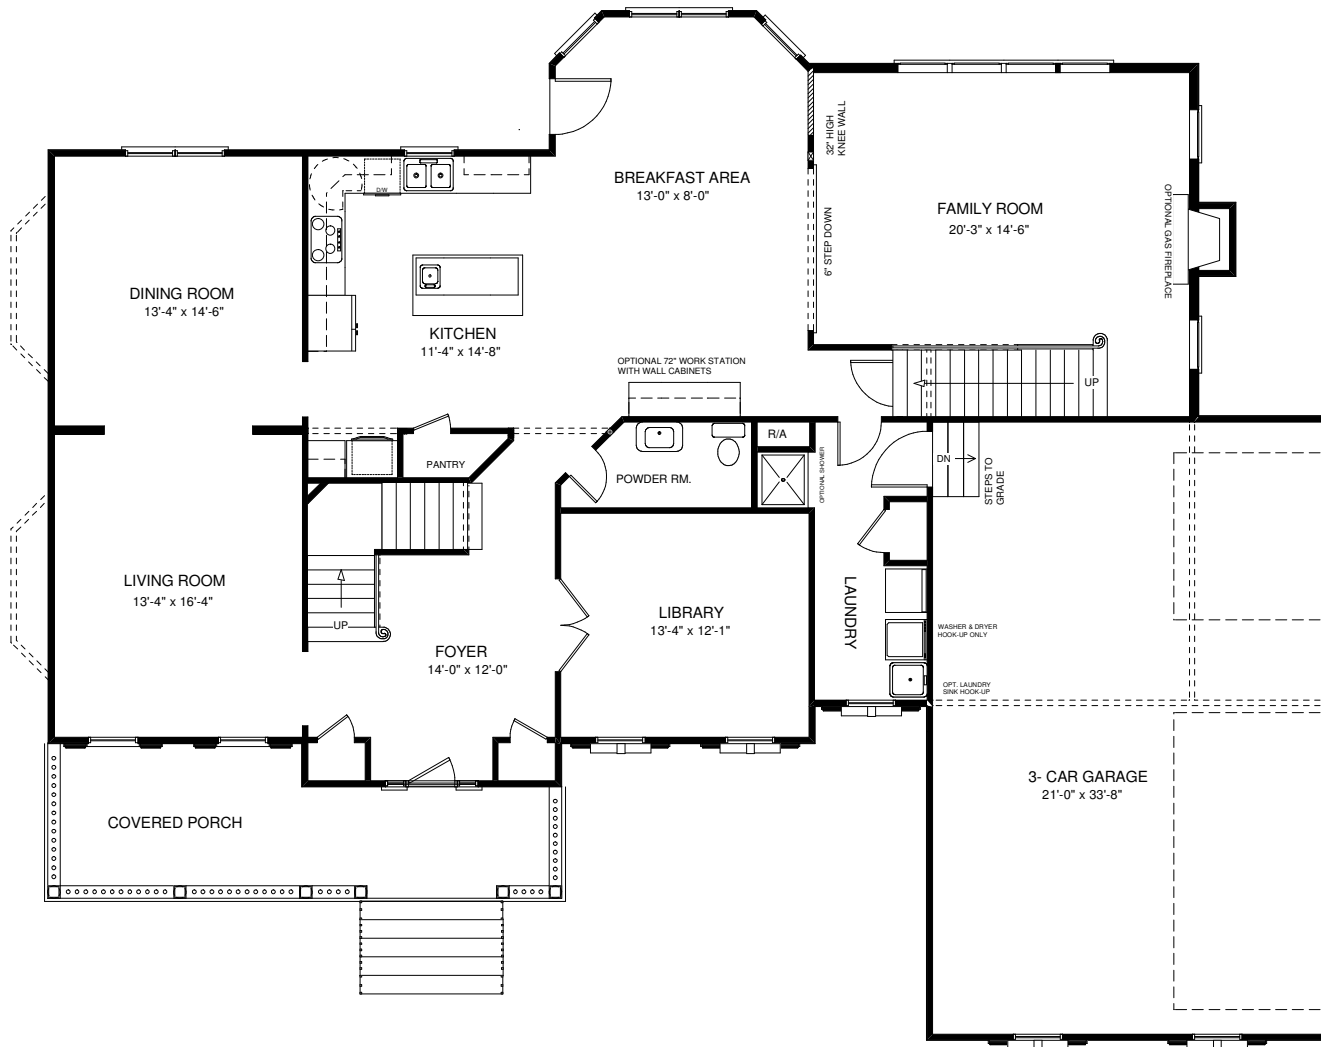 32" HIGH
KNEE WALL
BREAKFAST AREA
13'-0" x 8'-0"
D/W
FAMILY ROOM
20'-3" x 14'-6"
OPTIONAL GAS FIREPLACE
6" STEP DOWN
DINING ROOM
13'-4" x 14'-6"
KITCHEN
11'-4" x 14'-8"
OPTIONAL 72" WORK STATION
WITH WALL CABINETS
UP
R/A
PANTRY
POWDER RM.
OPTIONAL SHOWER
DN
STEPS TO
GRADE
LIVING ROOM
13'-4" x 16'-4"
UP
FOYER
14'-0" x 12'-0"
LIBRARY
13'-4" x 12'-1"
LAUNDRY
WASHER & DRYER
HOOK-UP ONLY
OPT. LAUNDRY
SINK HOOK-UP
3- CAR GARAGE
21'-0" x 33'-8"
COVERED PORCH